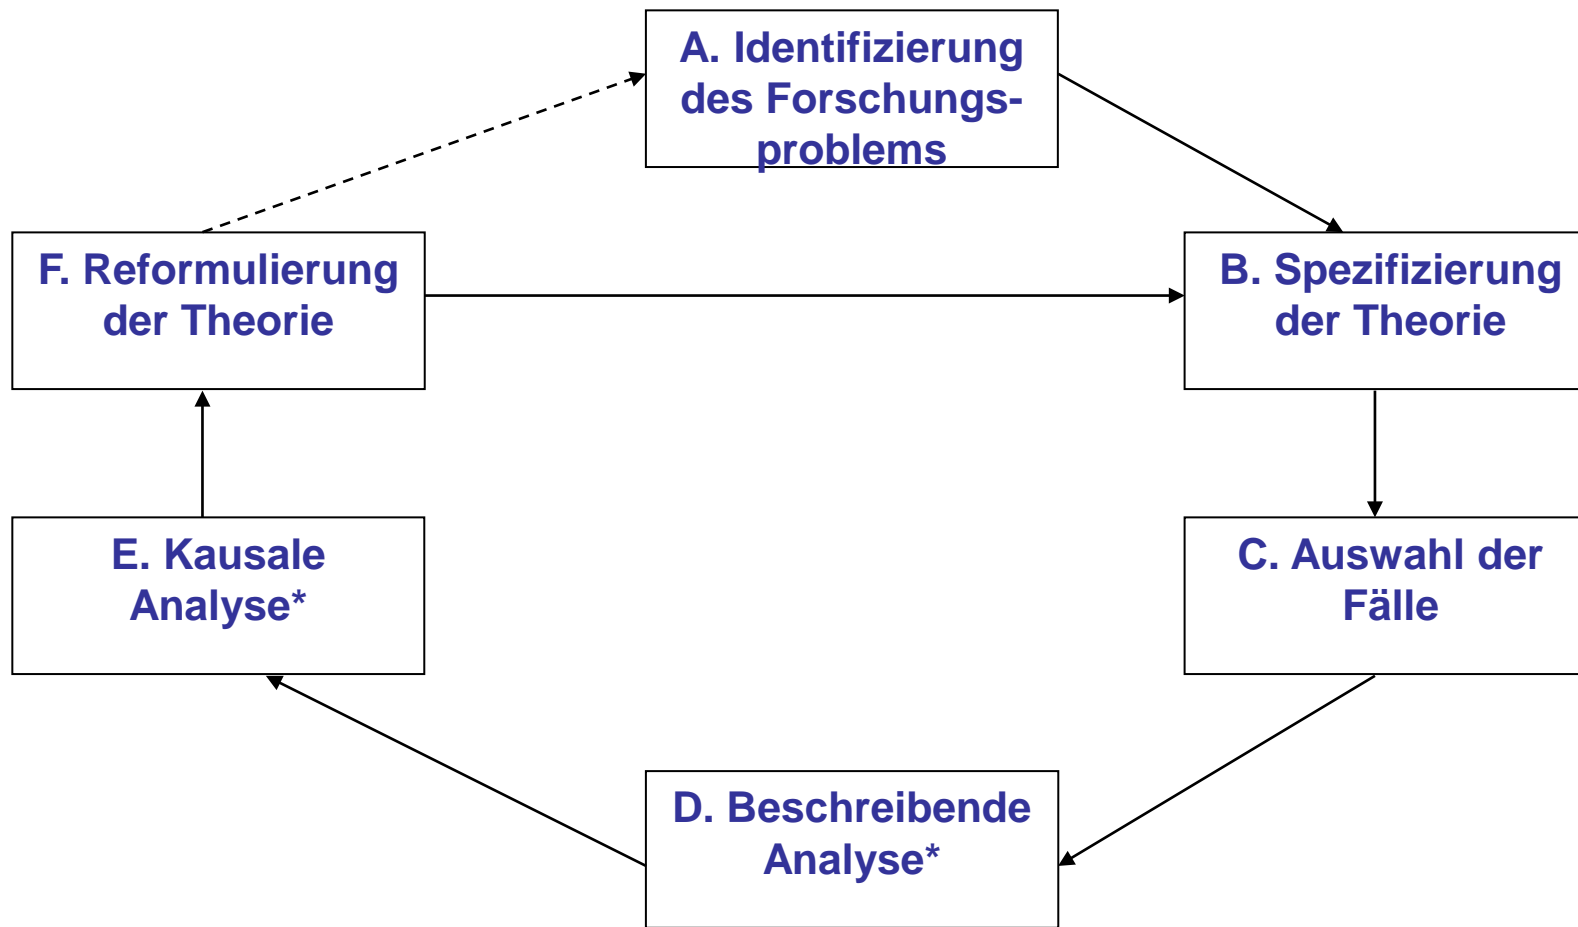 A. Identifizierung
des Forschungs-
problems
F. Reformulierung
der Theorie
B. Spezifizierung
der Theorie
E. Kausale
Analyse*
C. Auswahl der
Fälle
D. Beschreibende
Analyse*